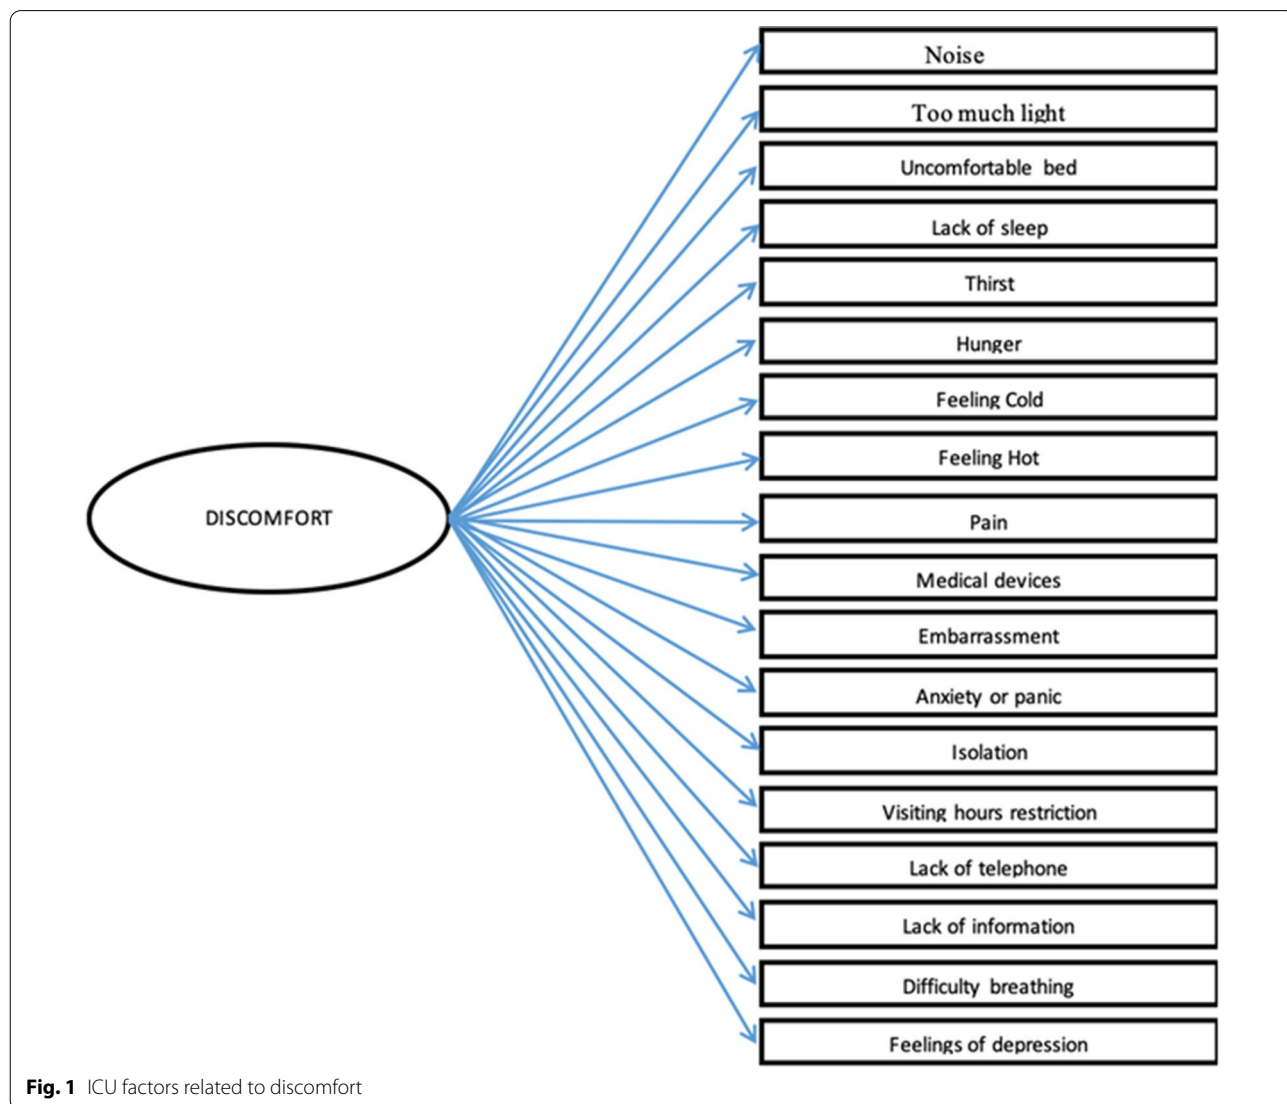 Noise
Too much light
Uncomfortable bed
Lack of sleep
Thirst
Hunger
Feeling Cold
Feeling Hot
DISCOMFORT
Pain
Medical devices
Embarrassment
Anxiety or panic
Isolation
Visiting hours restriction
Lack of telephone
Lack of information
Difficulty breathing
Feelings of depression
Fig. 1 ICU factors related to discomfort